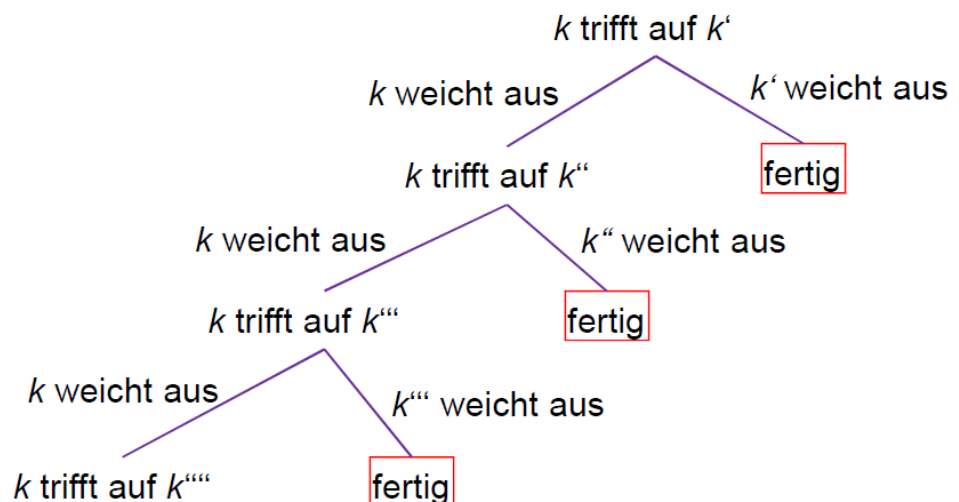 k trifft auf k‘
k weicht aus
k‘ weicht aus
k trifft auf k“
fertig
k weicht aus
k“ weicht aus
k trifft auf k“‘
fertig
k weicht aus
k“‘ weicht aus
k trifft auf k““
fertig